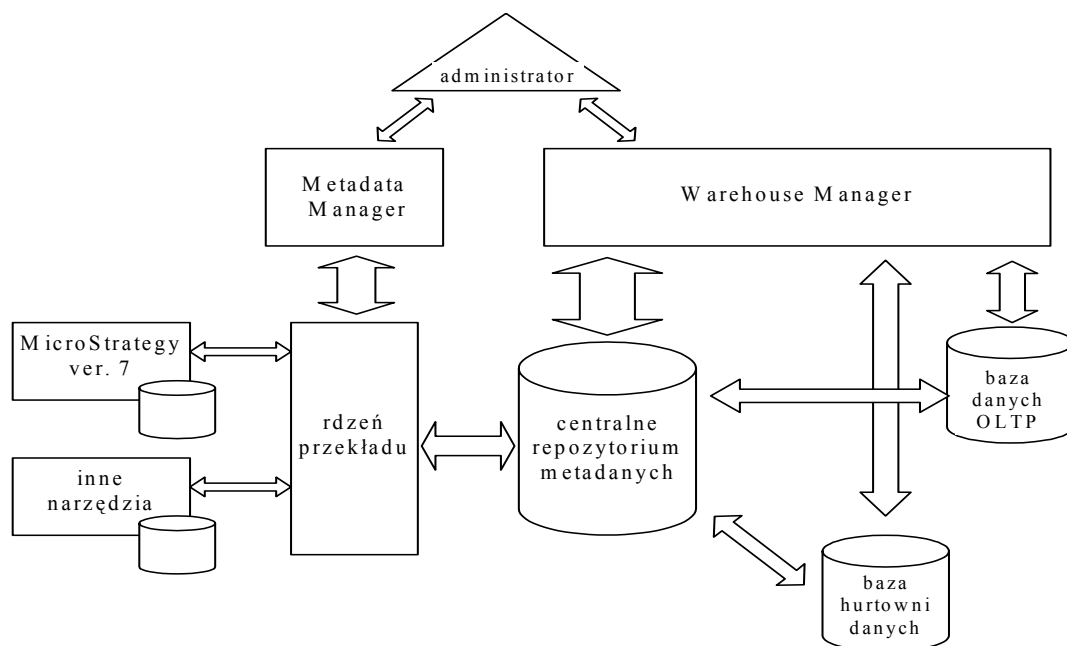 administrator
Metadata
Manager
Warehouse Manager
MicroStrategy
ver. 7
rdzeń
przekładu
centralne
repozytorium
metadanych
baza
danych
OLTP
inne
narzędzia
baza
hurtowni
danych